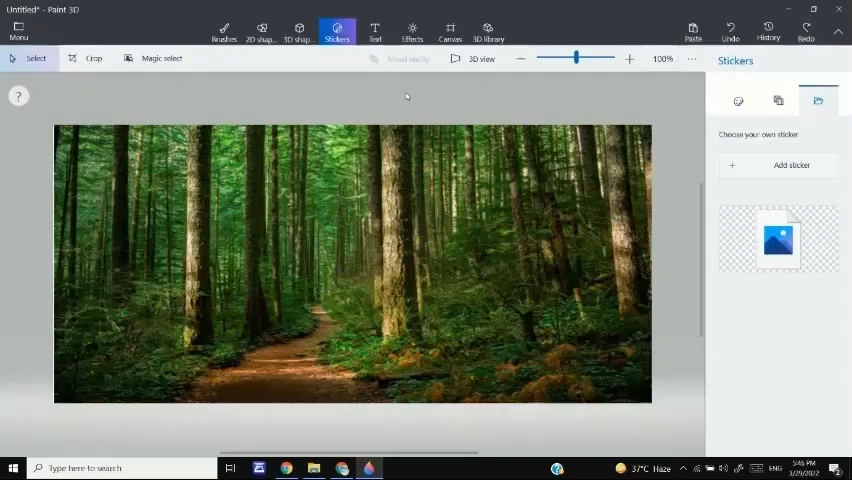 Untitled* - Paint 3D
Menu
Brushes
2D shap...
3D shap...
Stickers
Text
Effects
Canvas
3D library
Paste
Undo
History
Redo
Select
Crop
Magic select
Mixed reality
3D view
100%
Stickers
?
Choose your own sticker
Add sticker
Type here to search
37°C Haze
ENG
5:46 PM
3/29/2022
2